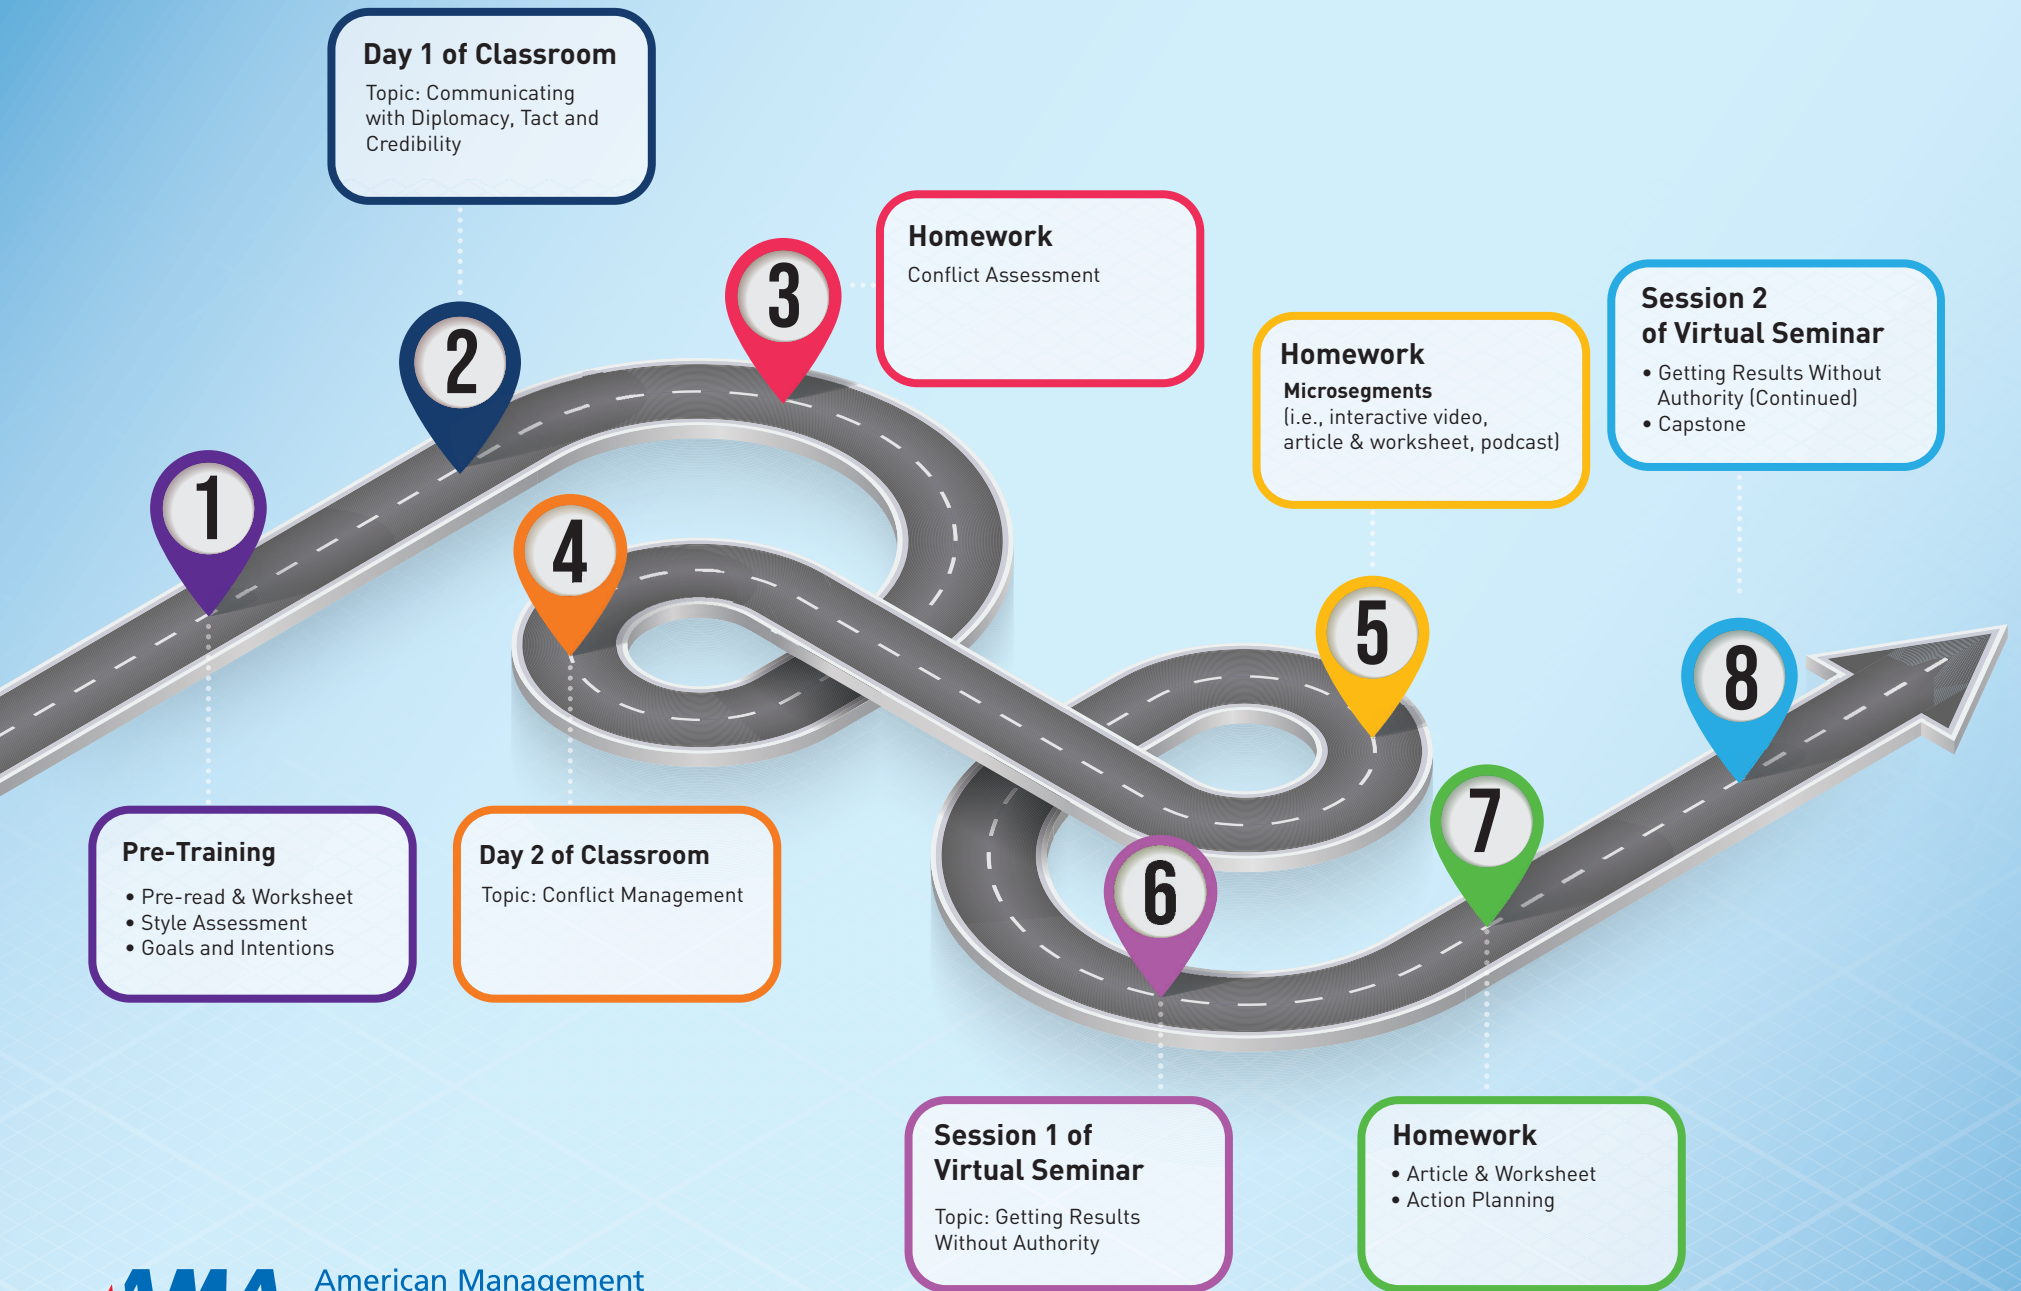 1
Pre-Training
• Pre-read & Worksheet
• Style Assessment
• Goals and Intentions
2
Day 1 of Classroom
Topic: Communicating
with Diplomacy, Tact and
Credibility
3
Homework
Conflict Assessment
4
Day 2 of Classroom
Topic: Conflict Management
5
Homework
Microsegments
(i.e., interactive video,
article & worksheet, podcast)
6
Session 1 of
Virtual Seminar
Topic: Getting Results
Without Authority
7
Homework
• Article & Worksheet
• Action Planning
8
Session 2
of Virtual Seminar
• Getting Results Without
Authority (Continued)
• Capstone
AMA
American Management